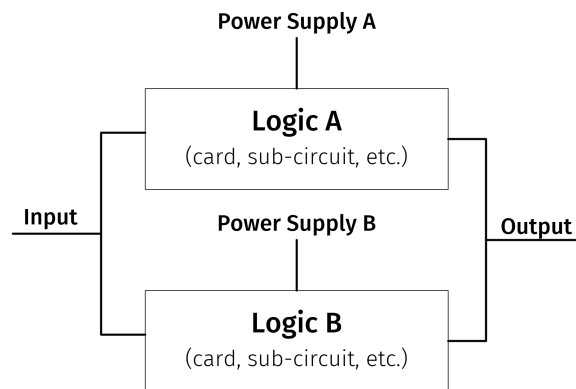 Power Supply A
Logic A
(card, sub-circuit, etc.)
Input
Power Supply B
Output
Logic B
(card, sub-circuit, etc.)